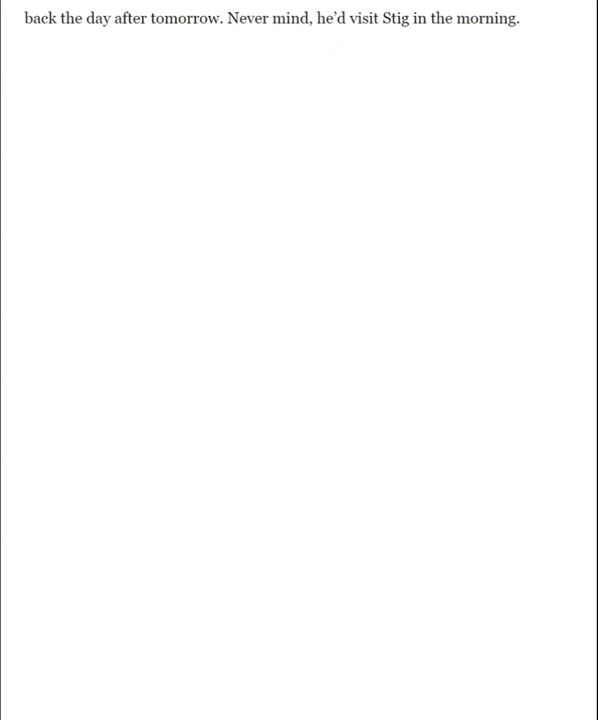 back the day after tomorrow. Never mind, he’d visit Stig in the morning.